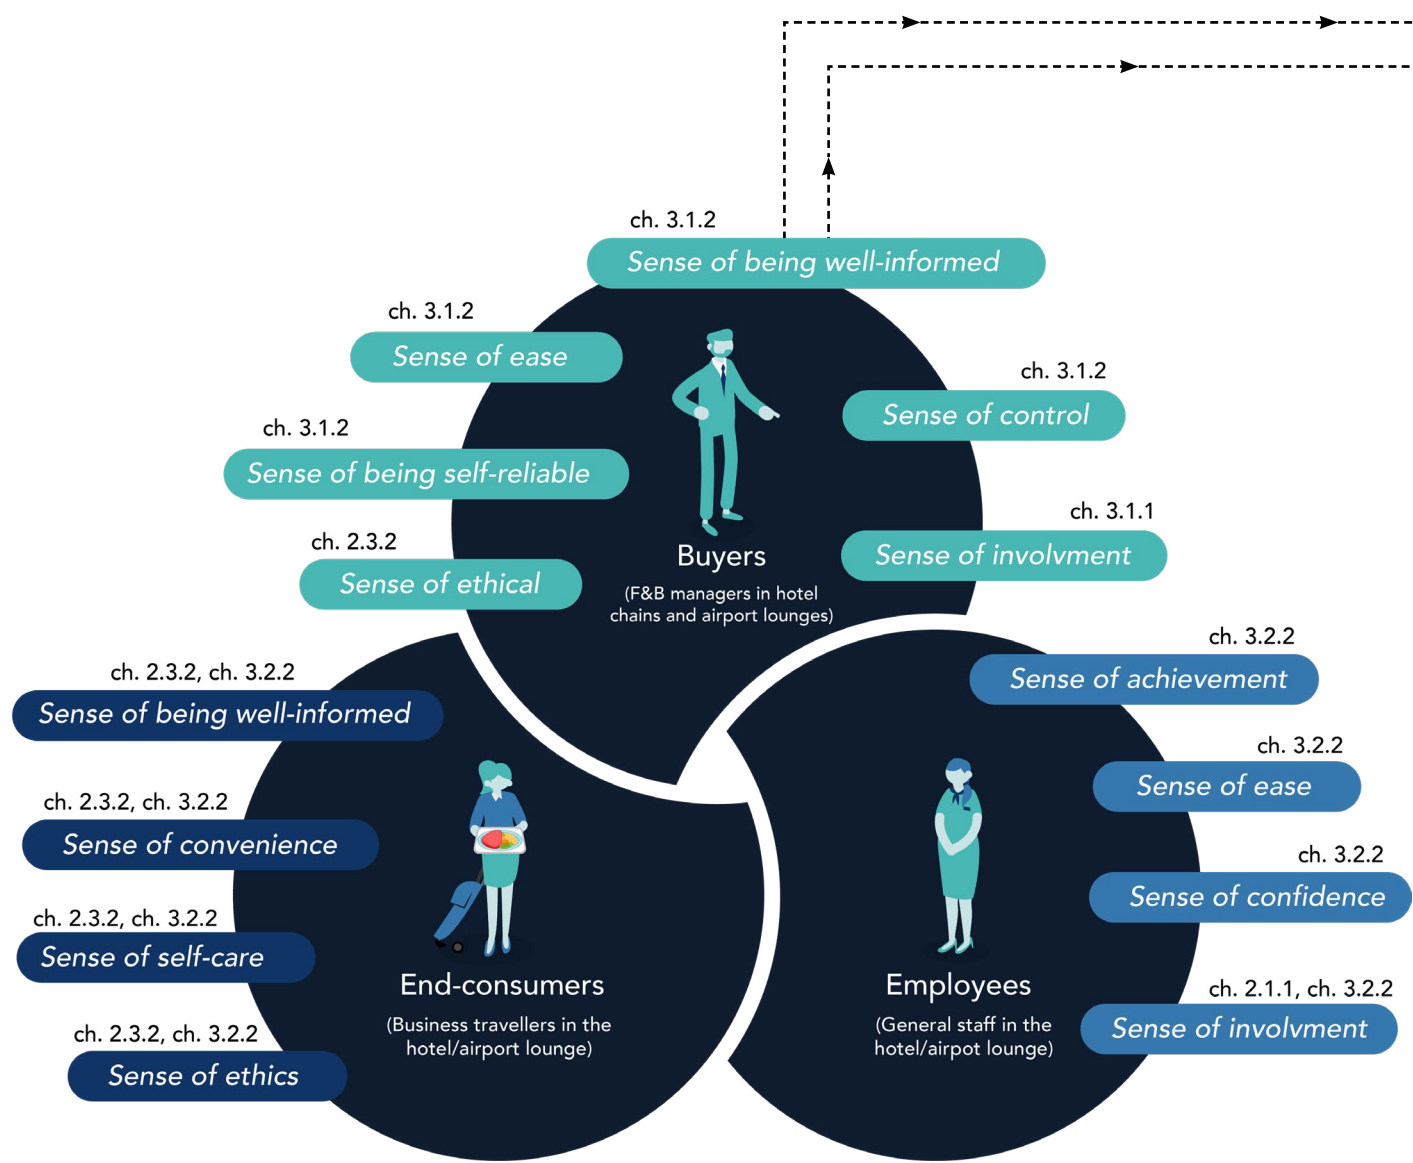 ch. 3.1.2
Sense of being well-informed
ch. 3.1.2
Sense of ease
ch. 3.1.2
Sense of control
ch. 3.1.2
Sense of being self-reliable
ch. 3.1.1
Sense of involvment
ch. 2.3.2
Sense of ethical
Buyers
(F&B managers in hotel
chains and airport lounges)
ch. 2.3.2, ch. 3.2.2
Sense of being well-informed
ch. 2.3.2, ch. 3.2.2
Sense of convenience
ch. 2.3.2, ch. 3.2.2
Sense of self-care
ch. 2.3.2, ch. 3.2.2
Sense of ethics
End-consumers
(Business travellers in the
hotel/airport lounge)
ch. 3.2.2
Sense of achievement
ch. 3.2.2
Sense of ease
ch. 3.2.2
Sense of confidence
ch. 2.1.1, ch. 3.2.2
Sense of involvment
Employees
(General staff in the
hotel/airpot lounge)